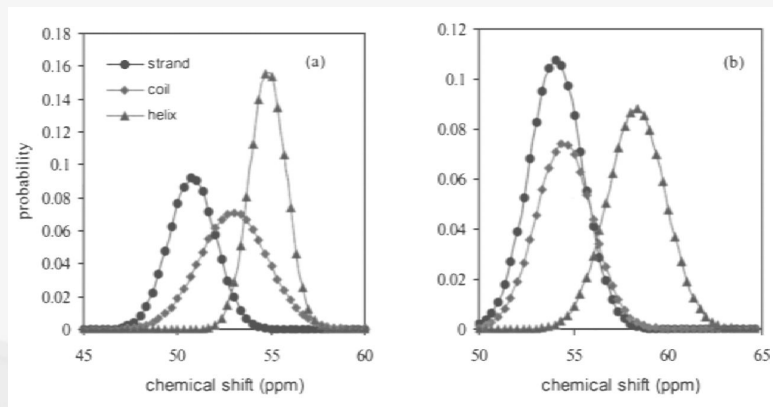 0.18
0.16
0.14
0.12
0.1
0.08
0.06
0.04
0.02
0
probability
strand
coil
helix
(a)
45 50 55 60
chemical shift (ppm)
0.12
0.1
0.08
0.06
0.04
0.02
0
(b)
50 55 60 65
chemical shift (ppm)